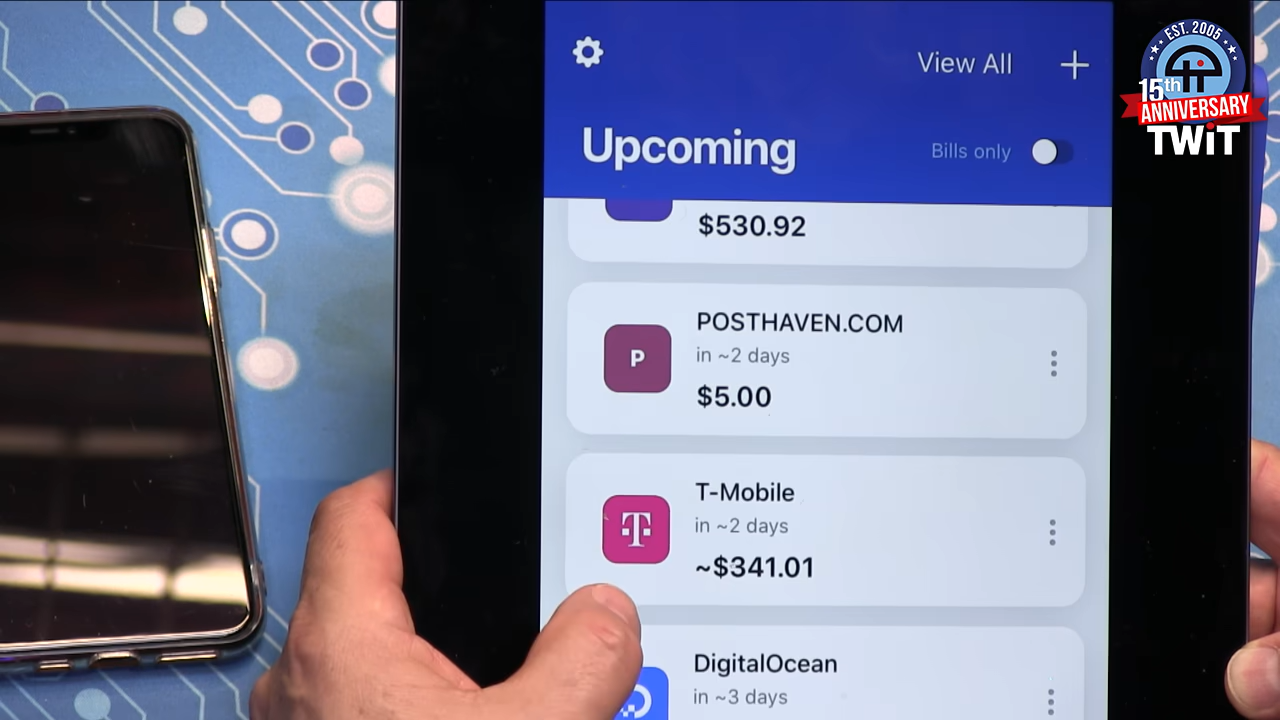 View All
Upcoming
Bills only
$530.92
POSTHAVEN.COM
P
in ~2 days
$5.00
T-Mobile
T
in ~2 days
~$341.01
DigitalOcean
in ~3 days
EST. 2005
15th
ANNIVERSARY
TWiT